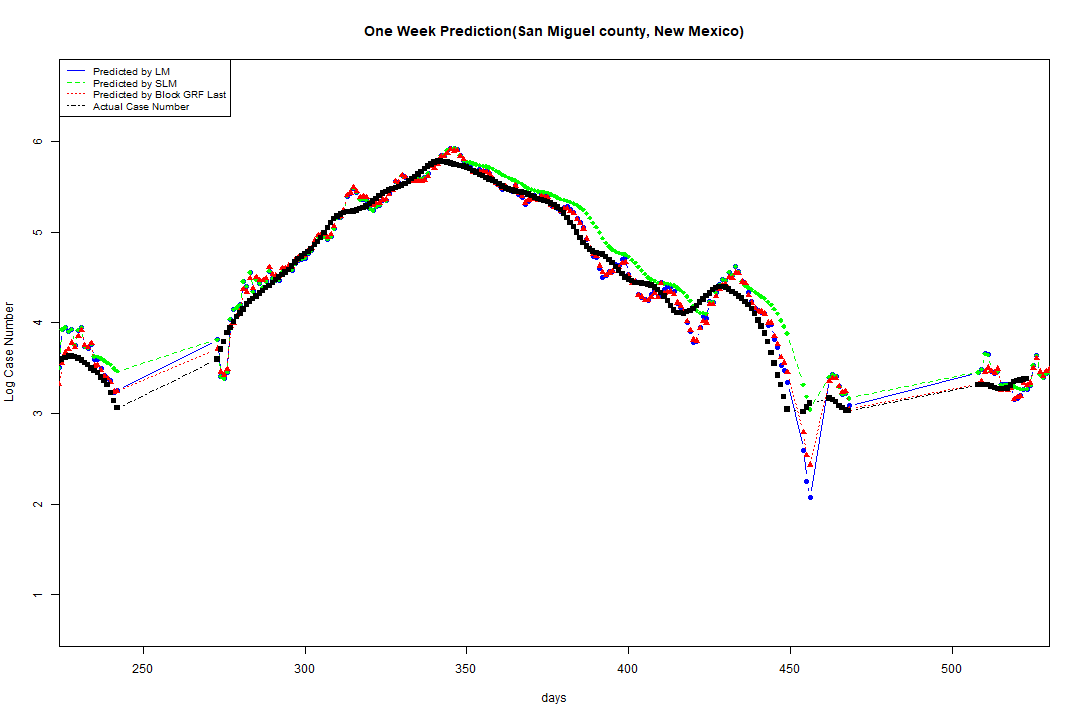 One Week Prediction(San Miguel county, New Mexico)
Predicted by LM
Predicted by SLM
Predicted by Block GRF Last
Actual Case Number
Log Case Number
6
5
4
3
2
1
250 300 350 400 450 500
days